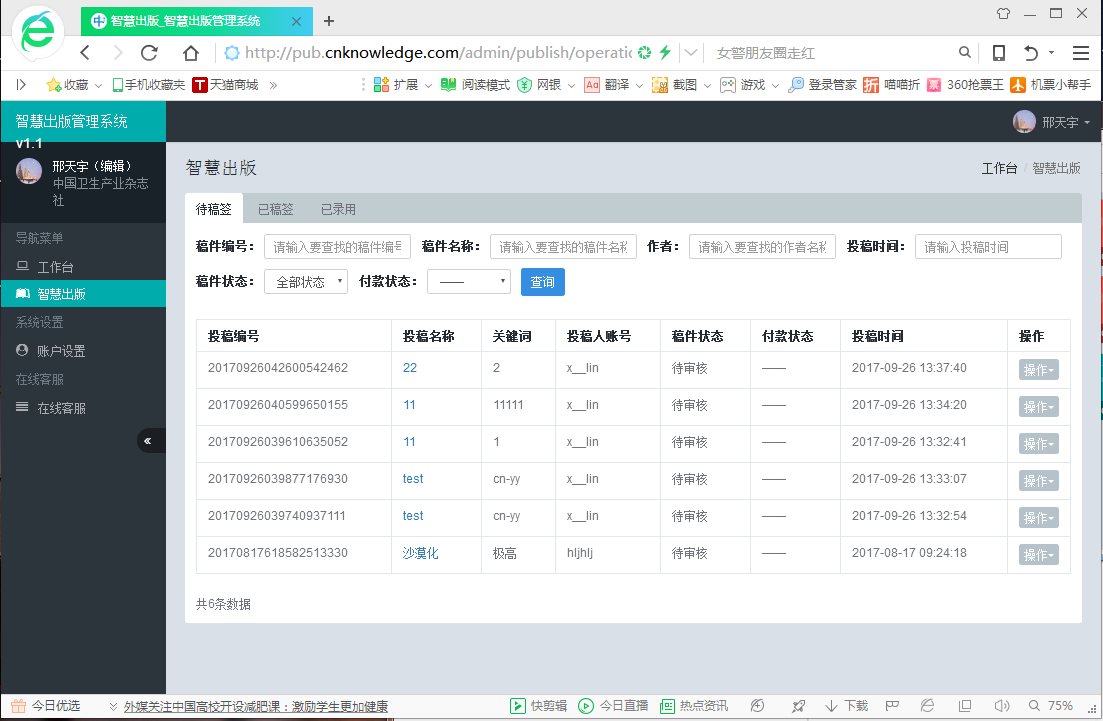 智慧出版_智慧出版管理系统
http://pub.cnknowledge.com/admin/publish/operatic 女警朋友圈走红
收藏 手机收藏夹 天猫商城 » 扩展 阅读模式 网银 翻译 截图 游戏 登录管家 喵喵折 360抢票王 机票小助手
智慧出版管理系统
v1.1
邢天宇
邢天宇（编辑）
中国卫生产业杂志
社
导航菜单
工作台
智慧出版
系统设置
账户设置
在线客服
在线客服
«
智慧出版
工作台 / 智慧出版
待稿签 已稿签 已录用
稿件编号： 请输入要查找的稿件编号 稿件名称： 请输入要查找的稿件名称 作者： 请输入要查找的作者名称 投稿时间： 请输入投稿时间
稿件状态： 全部状态 付款状态： —— 查询
投稿编号 投稿名称 关键词 投稿人账号 稿件状态 付款状态 投稿时间 操作
20170926042600542462 22 2 x__lin 待审核 —— 2017-09-26 13:37:40 操作
20170926040599650155 11 11111 x__lin 待审核 —— 2017-09-26 13:34:20 操作
20170926039610635052 11 1 x__lin 待审核 —— 2017-09-26 13:32:41 操作
20170926039877176930 test cn-yy x__lin 待审核 —— 2017-09-26 13:33:07 操作
20170926039740937111 test cn-yy x__lin 待审核 —— 2017-09-26 13:32:54 操作
20170817618582513330 沙漠化 极高 hljhlj 待审核 —— 2017-08-17 09:24:18 操作
共6条数据
今日优选 外媒关注中国高校开设减肥课：激励学生更加健康 快剪辑 今日直播 热点资讯 下载 75%